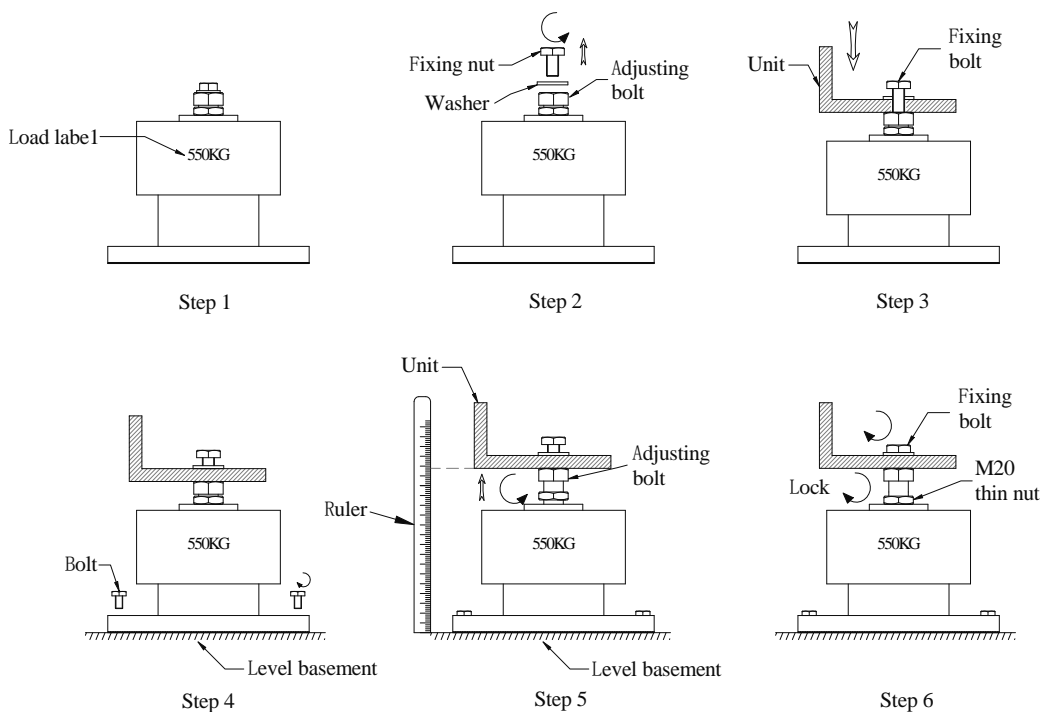 Load label
550KG
Step 1
Fixing nut
Washer
Adjusting
bolt
550KG
Step 2
Unit
Fixing
bolt
550KG
Step 3
Bolt
550KG
Level basement
Step 4
Unit
Ruler
Adjusting
bolt
550KG
Level basement
Step 5
Fixing
bolt
Lock
M20
thin nut
550KG
Step 6